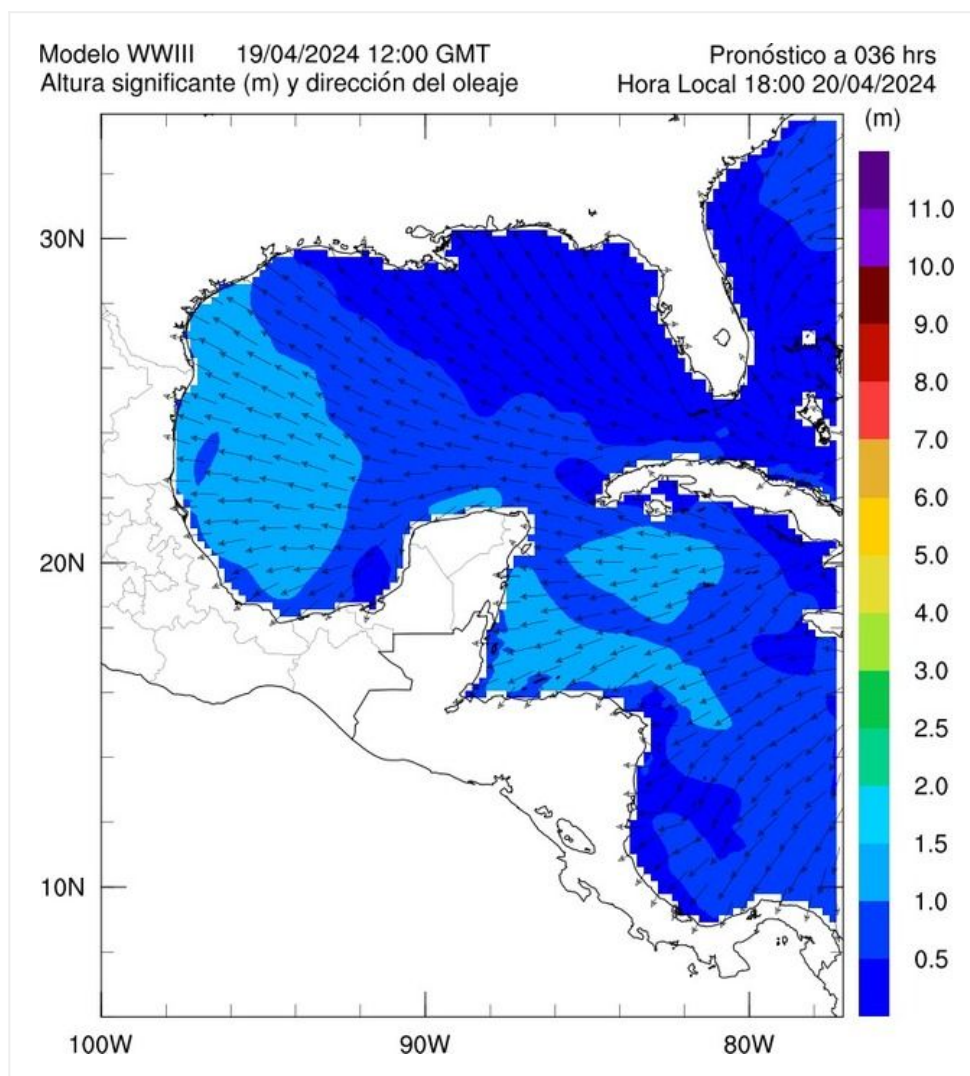 Modelo WWIII 19/04/2024 12:00 GMT Pronóstico a 036 hrs
Altura significante (m) y dirección del oleaje Hora Local 18:00 20/04/2024
(m)
11.0
10.0
9.0
8.0
7.0
6.0
5.0
4.0
3.0
2.5
2.0
1.5
1.0
0.5
30N
20N
10N
100W 90W 80W